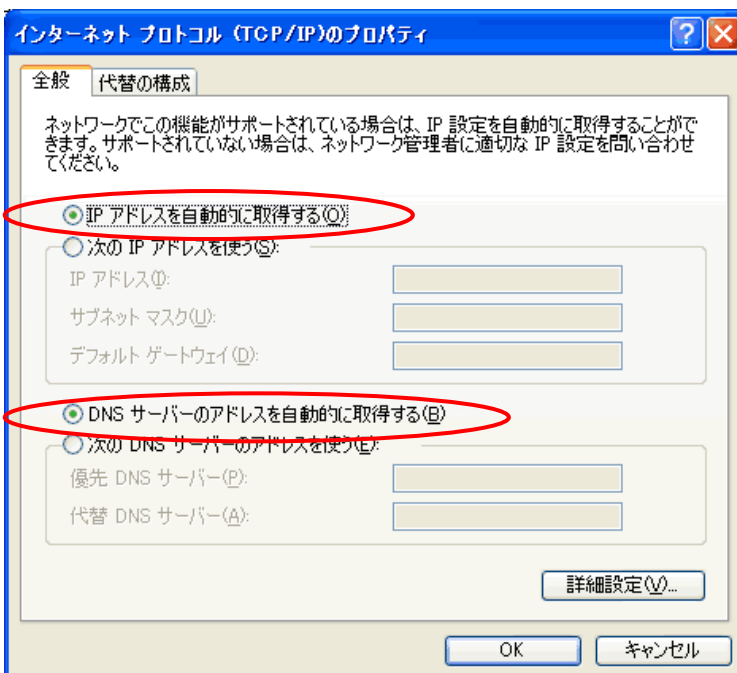 インターネット プロトコル (TCP/IP)のプロパティ
全般
代替の構成
ネットワークでこの機能がサポートされている場合は、IP 設定を自動的に取得することがで
きます。サポートされていない場合は、ネットワーク管理者に適切な IP 設定を問い合わせ
てください。
IP アドレスを自動的に取得する(O)
次の IP アドレスを使う(S):
IP アドレス(I):
サブネット マスク(U):
デフォルト ゲートウェイ(D):
DNS サーバーのアドレスを自動的に取得する(B)
次の DNS サーバーのアドレスを使う(E):
優先 DNS サーバー(P):
代替 DNS サーバー(A):
詳細設定(V)...
OK
キャンセル